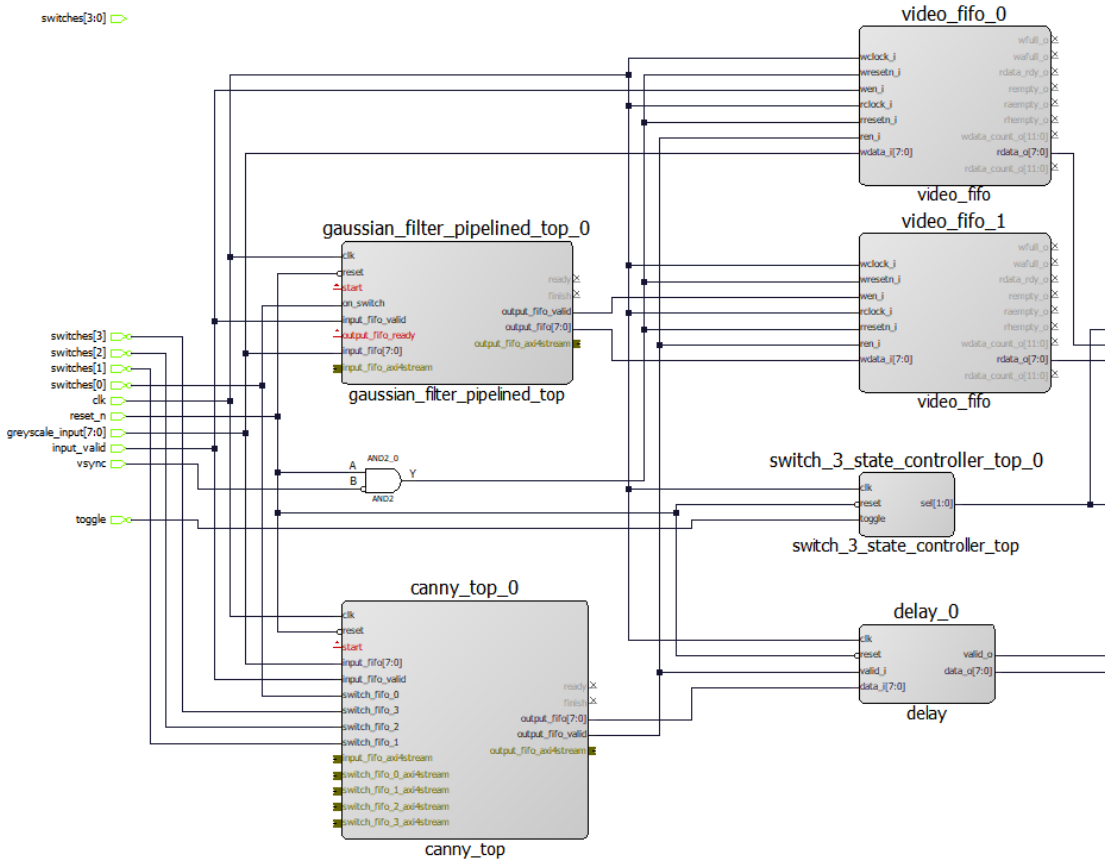 switches[3:0]
video_fifo_0
wfull_o
wclock_i
wafull_o
wresetn_i
rdata_rdy_o
wen_i
rempty_o
rclock_i
raempty_o
rresetn_i
rhempty_o
ren_i
wdata_count_o[11:0]
wdata_i[7:0]
rdata_o[7:0]
rdata_count_o[11:0]
video_fifo
gaussian_filter_pipelined_top_0
clk
reset
ready
start
finish
on_switch
output_fifo_valid
input_fifo_valid
output_fifo[7:0]
output_fifo_ready
output_fifo_axi4stream
input_fifo[7:0]
input_fifo_axi4stream
gaussian_filter_pipelined_top
video_fifo_1
wfull_o
wclock_i
wafull_o
wresetn_i
rdata_rdy_o
wen_i
rempty_o
rclock_i
raempty_o
rresetn_i
rhempty_o
ren_i
wdata_count_o[11:0]
wdata_i[7:0]
rdata_o[7:0]
rdata_count_o[11:0]
video_fifo
switches[3]
switches[2]
switches[1]
switches[0]
clk
reset_n
greyscale_input[7:0]
input_valid
vsync
toggle
AND2_0
A
B
Y
AND2
switch_3_state_controller_top_0
clk
reset
sel[1:0]
toggle
switch_3_state_controller_top
canny_top_0
clk
reset
start
input_fifo[7:0]
input_fifo_valid
switch_fifo_0
ready
switch_fifo_3
finish
switch_fifo_2
output_fifo[7:0]
switch_fifo_1
output_fifo_valid
input_fifo_axi4stream
output_fifo_axi4stream
switch_fifo_0_axi4stream
switch_fifo_1_axi4stream
switch_fifo_2_axi4stream
switch_fifo_3_axi4stream
canny_top
delay_0
clk
reset
valid_o
valid_i
data_o[7:0]
data_i[7:0]
delay